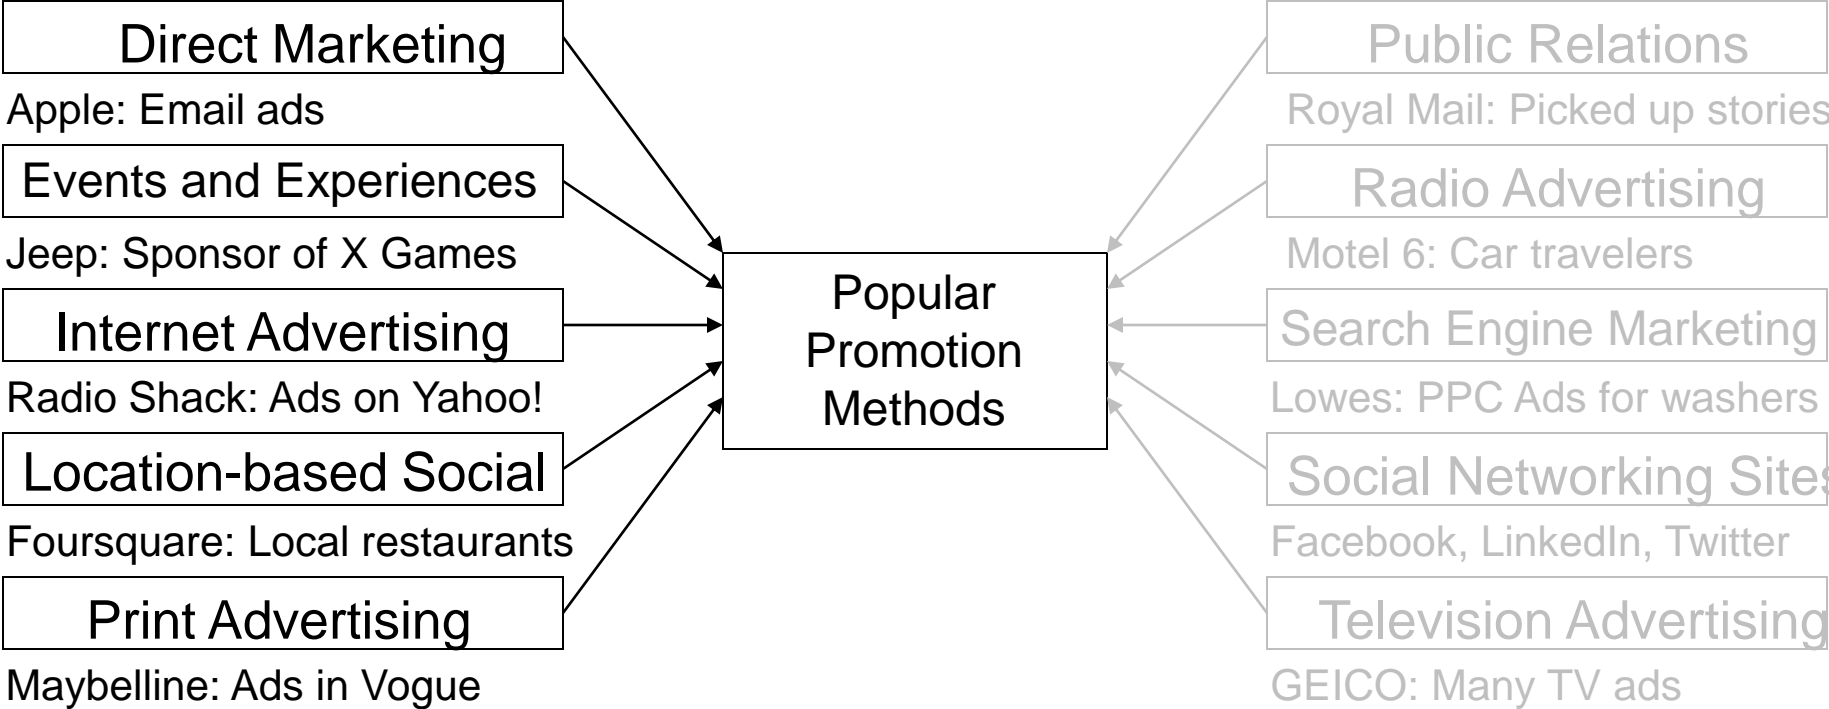 Direct Marketing
Apple: Email ads
Events and Experiences
Jeep: Sponsor of X Games
Internet Advertising
Radio Shack: Ads on Yahoo!
Location-based Social
Foursquare: Local restaurants
Print Advertising
Maybelline: Ads in Vogue
Popular
Promotion
Methods
Public Relations
Royal Mail: Picked up stories
Radio Advertising
Motel 6: Car travelers
Search Engine Marketing
Lowes: PPC Ads for washers
Social Networking Sites
Facebook, LinkedIn, Twitter
Television Advertising
GEICO: Many TV ads